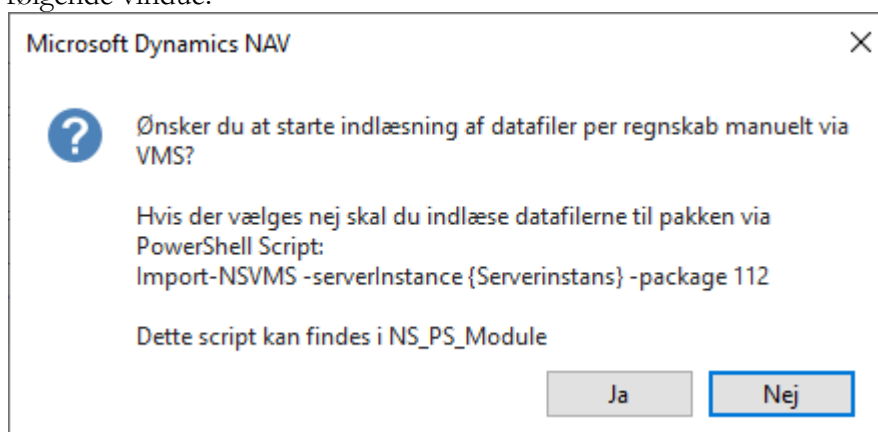 følgende vindue:
Microsoft Dynamics NAV
Ønsker du at starte indlæsning af datafiler per regnskab manuelt via
VMS?
Hvis der vælges nej skal du indlæse datafilerne til pakken via
PowerShell Script:
Import-NSVMS -serverInstance {Serverinstans} -package 112
Dette script kan findes i NS_PS_Module
Ja
Nej